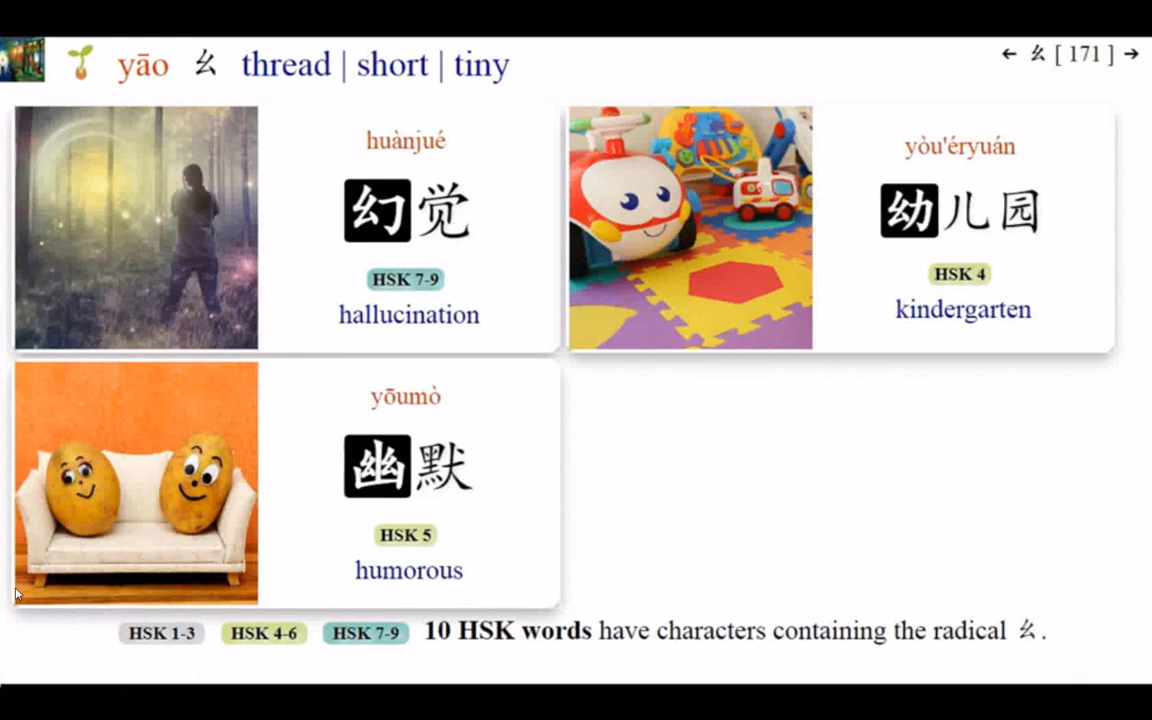 yāo 幺 thread | short | tiny
← 幺 [ 171 ] →
huànjué
幻觉
HSK 7-9
hallucination
yòu'éryuán
幼儿园
HSK 4
kindergarten
yōumò
幽默
HSK 5
humorous
HSK 1-3 HSK 4-6 HSK 7-9 10 HSK words have characters containing the radical 幺.